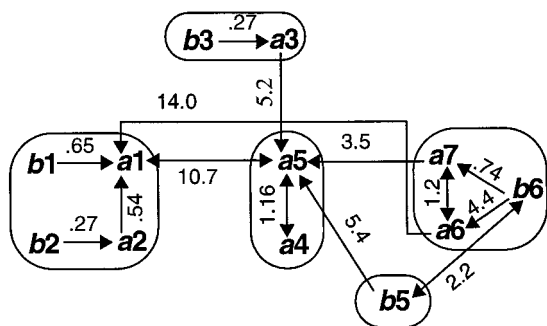 b3 .27 a3
5.2
14.0
b1 .65 a1
10.7
a5
3.5
a7
.74
b6
1.2
4.4
.54
1.16
b2 .27 a2
a4
a6
5.4
2.2
b5